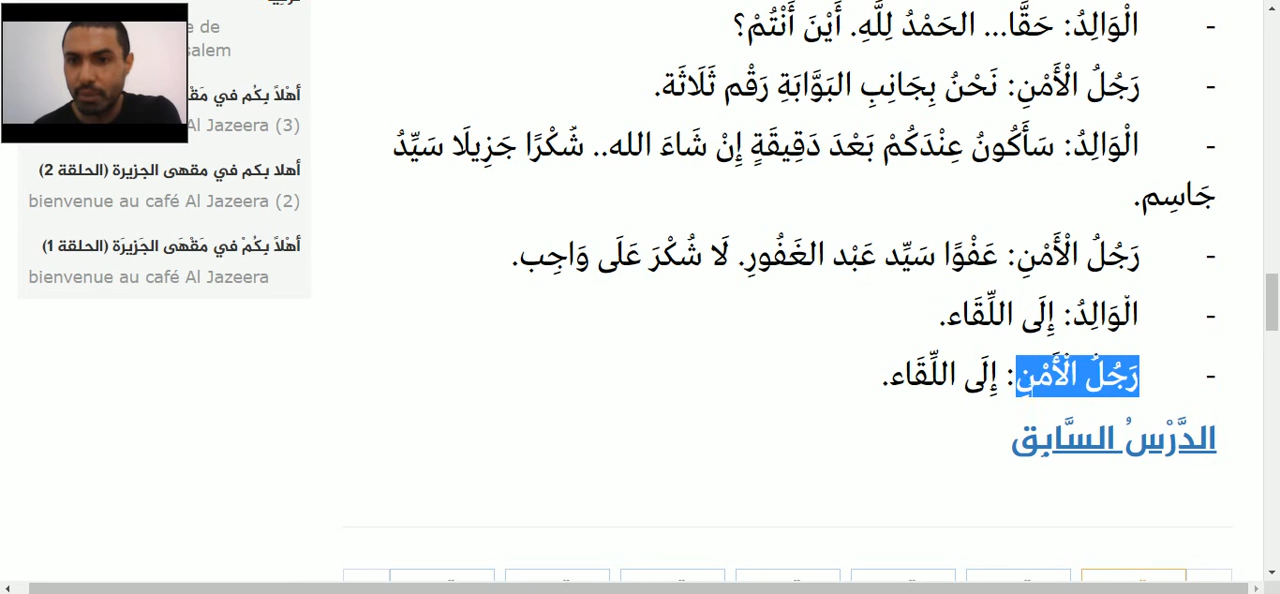 - الْوَالِدُ: حَقًّا... الحَمْدُ لِلَّهِ. أَيْنَ أَنْتُمْ؟
- رَجُلُ الْأَمْنِ: نَحْنُ بِجَانِبِ البَوَّابَةِ رَقْم ثَلَاثَة.
- الْوَالِدُ: سَأَكُونُ عِنْدَكُمْ بَعْدَ دَقِيقَةٍ إِنْ شَاءَ الله.. شُكْرًا جَزِيلَا سَيِّدُ
جَاسِم.
- رَجُلُ الْأَمْنِ: عَفْوًا سَيِّد عَبْد الغَفُورِ. لَا شُكْرَ عَلَى وَاجِب.
- الْوَالِدُ: إِلَى اللِّقَاء.
- رَجُلُ الْأَمْنِ: إِلَى اللِّقَاء.
الدَّرْسُ السَّابِق
e de
salem
أهْلاً بِكُم في مَقْ
Al Jazeera (3)
أهلا بكم في مقهى الجزيرة (الحلقة 2)
bienvenue au café Al Jazeera (2)
أهْلاً بِكُمْ في مَقْهَى الجَزيرَة (الحلقة 1)
bienvenue au café Al Jazeera